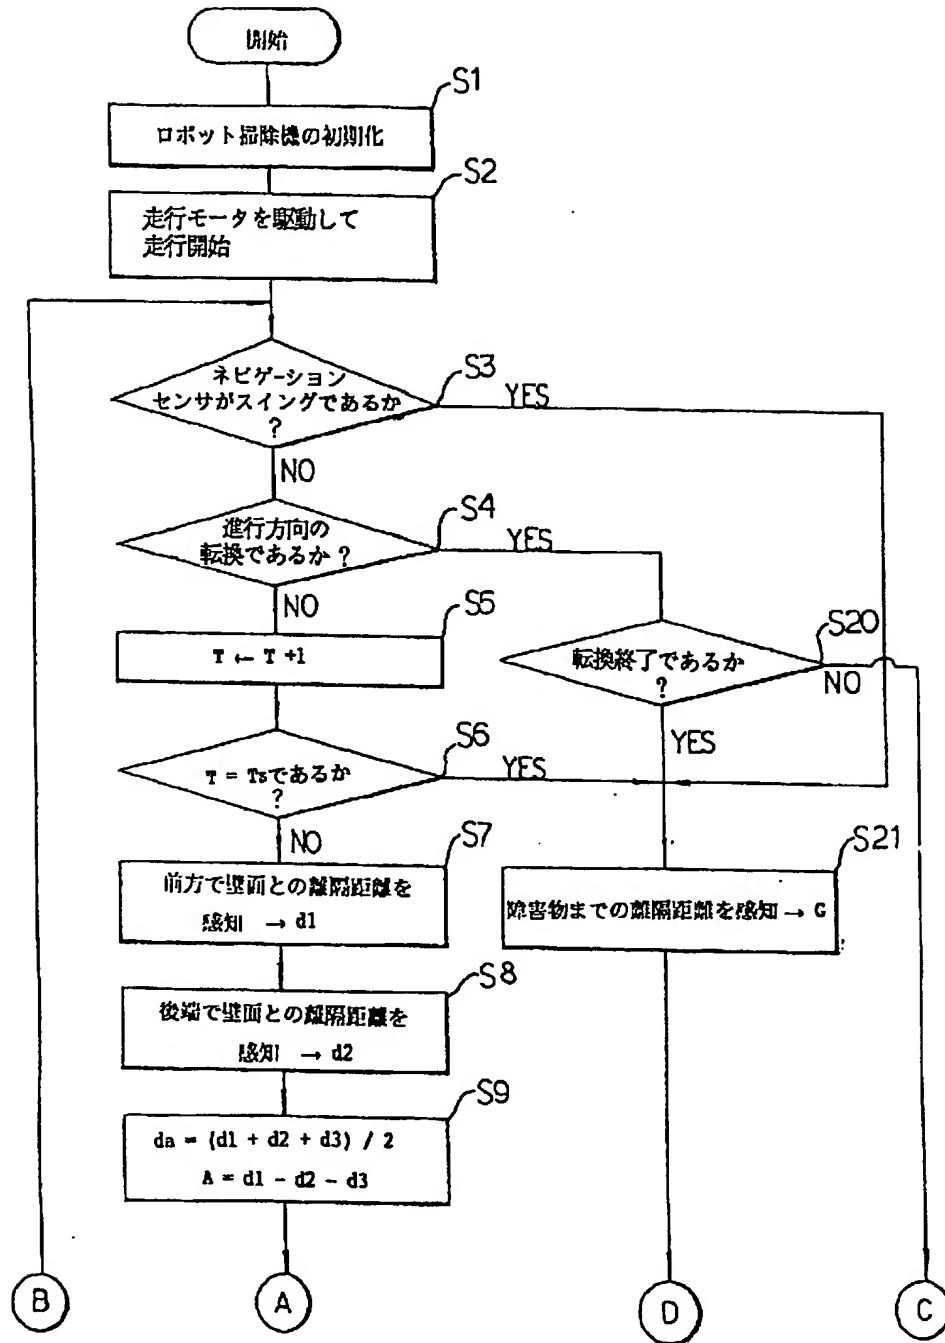 開始
S1
ロボット掃除機の初期化
S2
走行モータを駆動して
走行開始
ネビゲーション
センサがスイングであるか
?
S3
YES
NO
進行方向の
転換であるか?
S4
YES
NO
S5
T ← T +1
転換終了であるか
?
S20
NO
YES
T = Tsであるか
?
S6
YES
NO
S7
前方で壁面との離隔距離を
感知 → d1
S21
障害物までの離隔距離を感知 → G
S8
後端で壁面との離隔距離を
感知 → d2
S9
da = (d1 + d2 + d3) / 2
A = d1 - d2 - d3
B
A
D
C